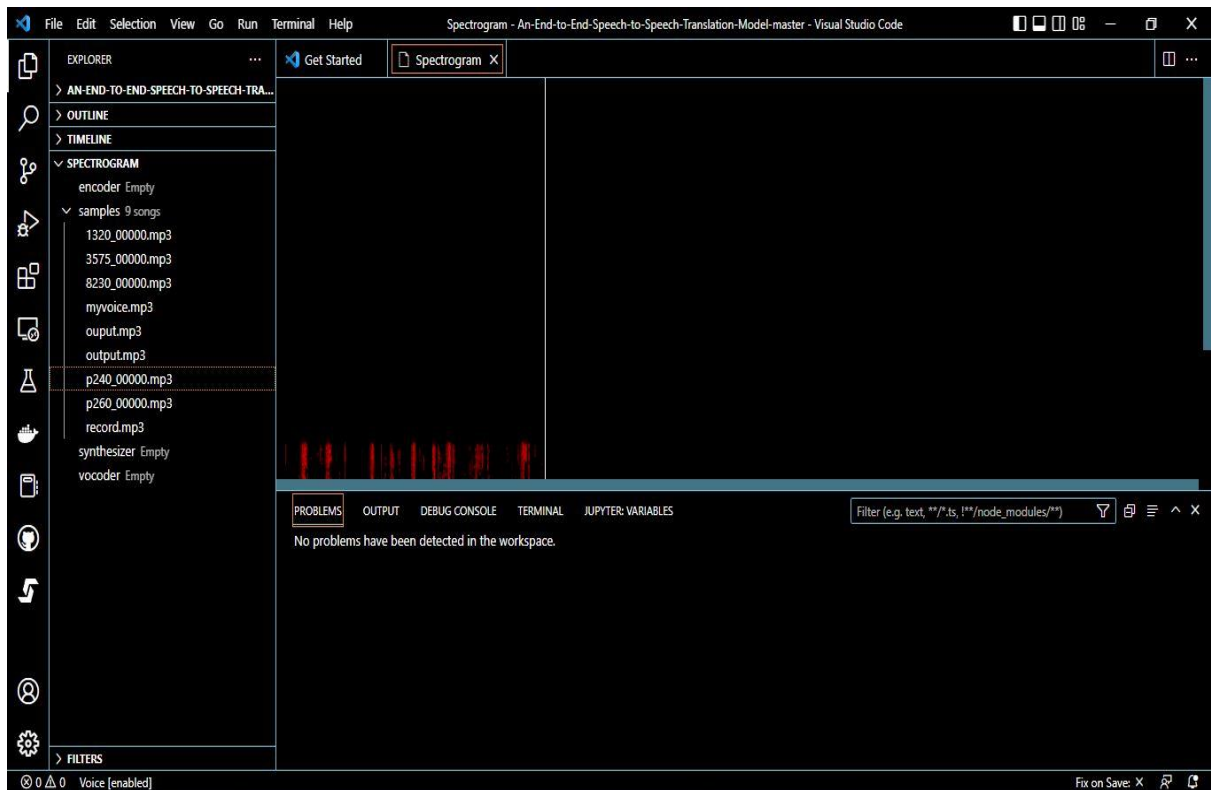 File Edit Selection View Go Run Terminal Help Spectrogram - An-End-to-End-Speech-to-Speech-Translation-Model-master - Visual Studio Code
EXPLORER
Get Started
Spectrogram
AN-END-TO-END-SPEECH-TO-SPEECH-TRA...
OUTLINE
TIMELINE
SPECTROGRAM
encoder Empty
samples 9 songs
1320_00000.mp3
3575_00000.mp3
8230_00000.mp3
myvoice.mp3
ouput.mp3
output.mp3
p240_00000.mp3
p260_00000.mp3
record.mp3
synthesizer Empty
vocoder Empty
FILTERS
PROBLEMS OUTPUT DEBUG CONSOLE TERMINAL JUPYTER: VARIABLES Filter (e.g. text, **/*.ts, !**/node_modules/**)
No problems have been detected in the workspace.
0 0 Voice [enabled] Fix on Save: X